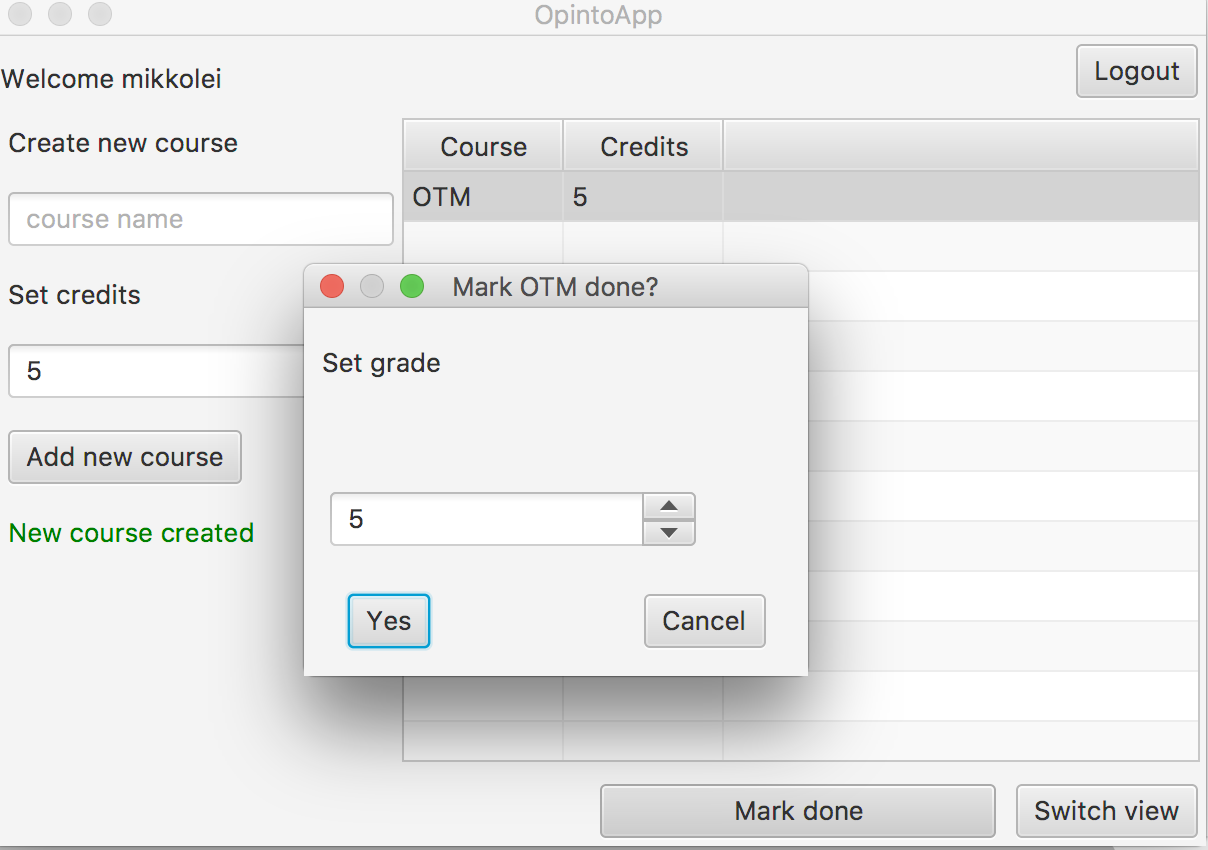 OpintoApp
Welcome mikkolei
Logout
Create new course
course name
Set credits
5
Add new course
New course created
Course Credits
OTM 5
Mark OTM done?
Set grade
5
Yes Cancel
Mark done Switch view